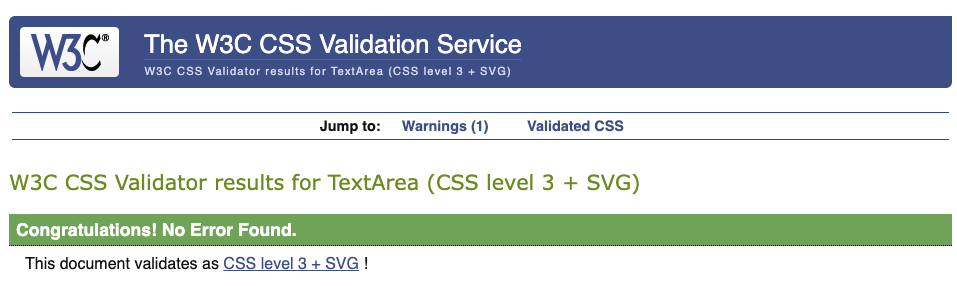 W3C®
The W3C CSS Validation Service
W3C CSS Validator results for TextArea (CSS level 3 + SVG)
Jump to: Warnings (1) Validated CSS
W3C CSS Validator results for TextArea (CSS level 3 + SVG)
Congratulations! No Error Found.
This document validates as CSS level 3 + SVG !